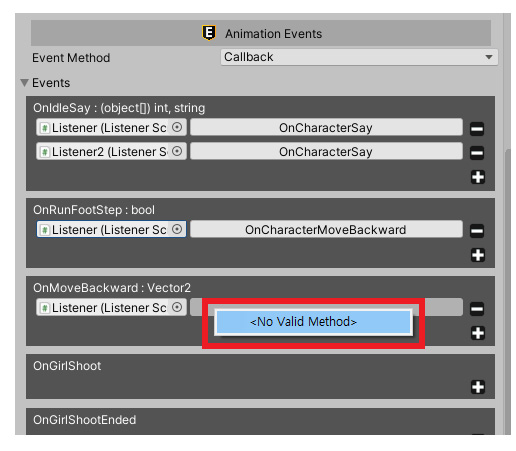 E Animation Events
Event Method Callback
Events
OnIdleSay : (object[]) int, string
# Listener (Listener Sc OnCharacterSay
# Listener2 (Listener S OnCharacterSay
OnRunFootStep : bool
# Listener (Listener Sc OnCharacterMoveBackward
OnMoveBackward : Vector2
# Listener (Listener Sc
<No Valid Method>
OnGirlShoot
OnGirlShootEnded